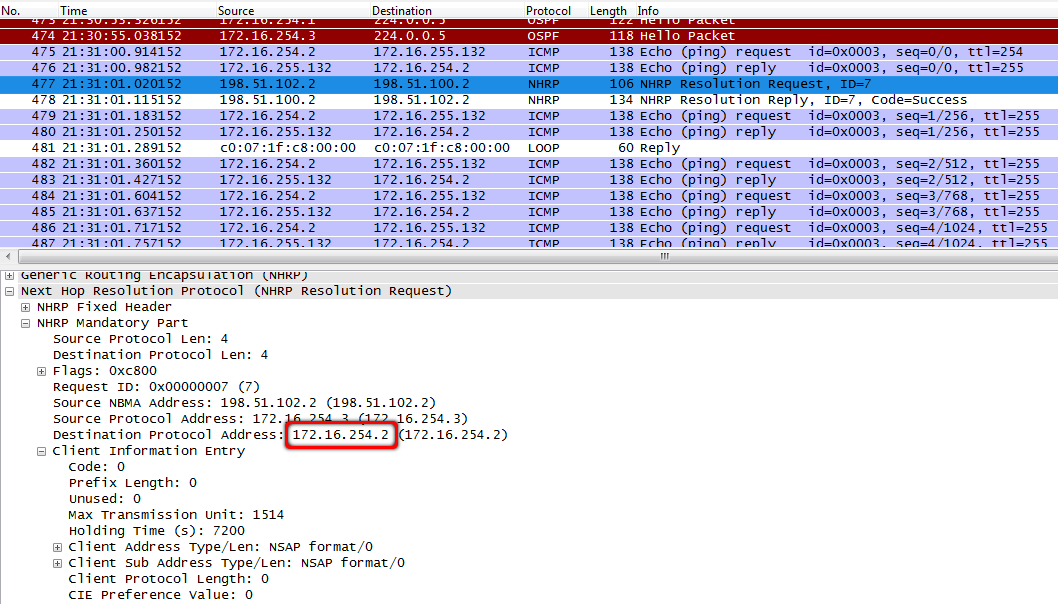 No. Time Source Destination Protocol Length Info
473 21:30:53.326152 172.16.254.1 224.0.0.5 OSPF 122 Hello Packet
474 21:30:55.038152 172.16.254.3 224.0.0.5 OSPF 118 Hello Packet
475 21:31:00.914152 172.16.254.2 172.16.255.132 ICMP 138 Echo (ping) request id=0x0003, seq=0/0, ttl=254
476 21:31:00.982152 172.16.255.132 172.16.254.2 ICMP 138 Echo (ping) reply id=0x0003, seq=0/0, ttl=255
477 21:31:01.020152 198.51.102.2 198.51.100.2 NHRP 106 NHRP Resolution Request, ID=7
478 21:31:01.115152 198.51.100.2 198.51.102.2 NHRP 134 NHRP Resolution Reply, ID=7, Code=Success
479 21:31:01.183152 172.16.254.2 172.16.255.132 ICMP 138 Echo (ping) request id=0x0003, seq=1/256, ttl=255
480 21:31:01.250152 172.16.255.132 172.16.254.2 ICMP 138 Echo (ping) reply id=0x0003, seq=1/256, ttl=255
481 21:31:01.289152 c0:07:1f:c8:00:00 c0:07:1f:c8:00:00 LOOP 60 Reply
482 21:31:01.360152 172.16.254.2 172.16.255.132 ICMP 138 Echo (ping) request id=0x0003, seq=2/512, ttl=255
483 21:31:01.427152 172.16.255.132 172.16.254.2 ICMP 138 Echo (ping) reply id=0x0003, seq=2/512, ttl=255
484 21:31:01.604152 172.16.254.2 172.16.255.132 ICMP 138 Echo (ping) request id=0x0003, seq=3/768, ttl=255
485 21:31:01.637152 172.16.255.132 172.16.254.2 ICMP 138 Echo (ping) reply id=0x0003, seq=3/768, ttl=255
486 21:31:01.717152 172.16.254.2 172.16.255.132 ICMP 138 Echo (ping) request id=0x0003, seq=4/1024, ttl=255
487 21:31:01.757152 172.16.255.132 172.16.254.2 ICMP 138 Echo (ping) reply id=0x0003, seq=4/1024, ttl=255
Generic Routing Encapsulation (NHRP)
Next Hop Resolution Protocol (NHRP Resolution Request)
NHRP Fixed Header
NHRP Mandatory Part
Source Protocol Len: 4
Destination Protocol Len: 4
Flags: 0xc800
Request ID: 0x00000007 (7)
Source NBMA Address: 198.51.102.2 (198.51.102.2)
Source Protocol Address: 172.16.254.3 (172.16.254.3)
Destination Protocol Address: 172.16.254.2 (172.16.254.2)
Client Information Entry
Code: 0
Prefix Length: 0
Unused: 0
Max Transmission Unit: 1514
Holding Time (s): 7200
Client Address Type/Len: NSAP format/0
Client Sub Address Type/Len: NSAP format/0
Client Protocol Length: 0
CIE Preference Value: 0